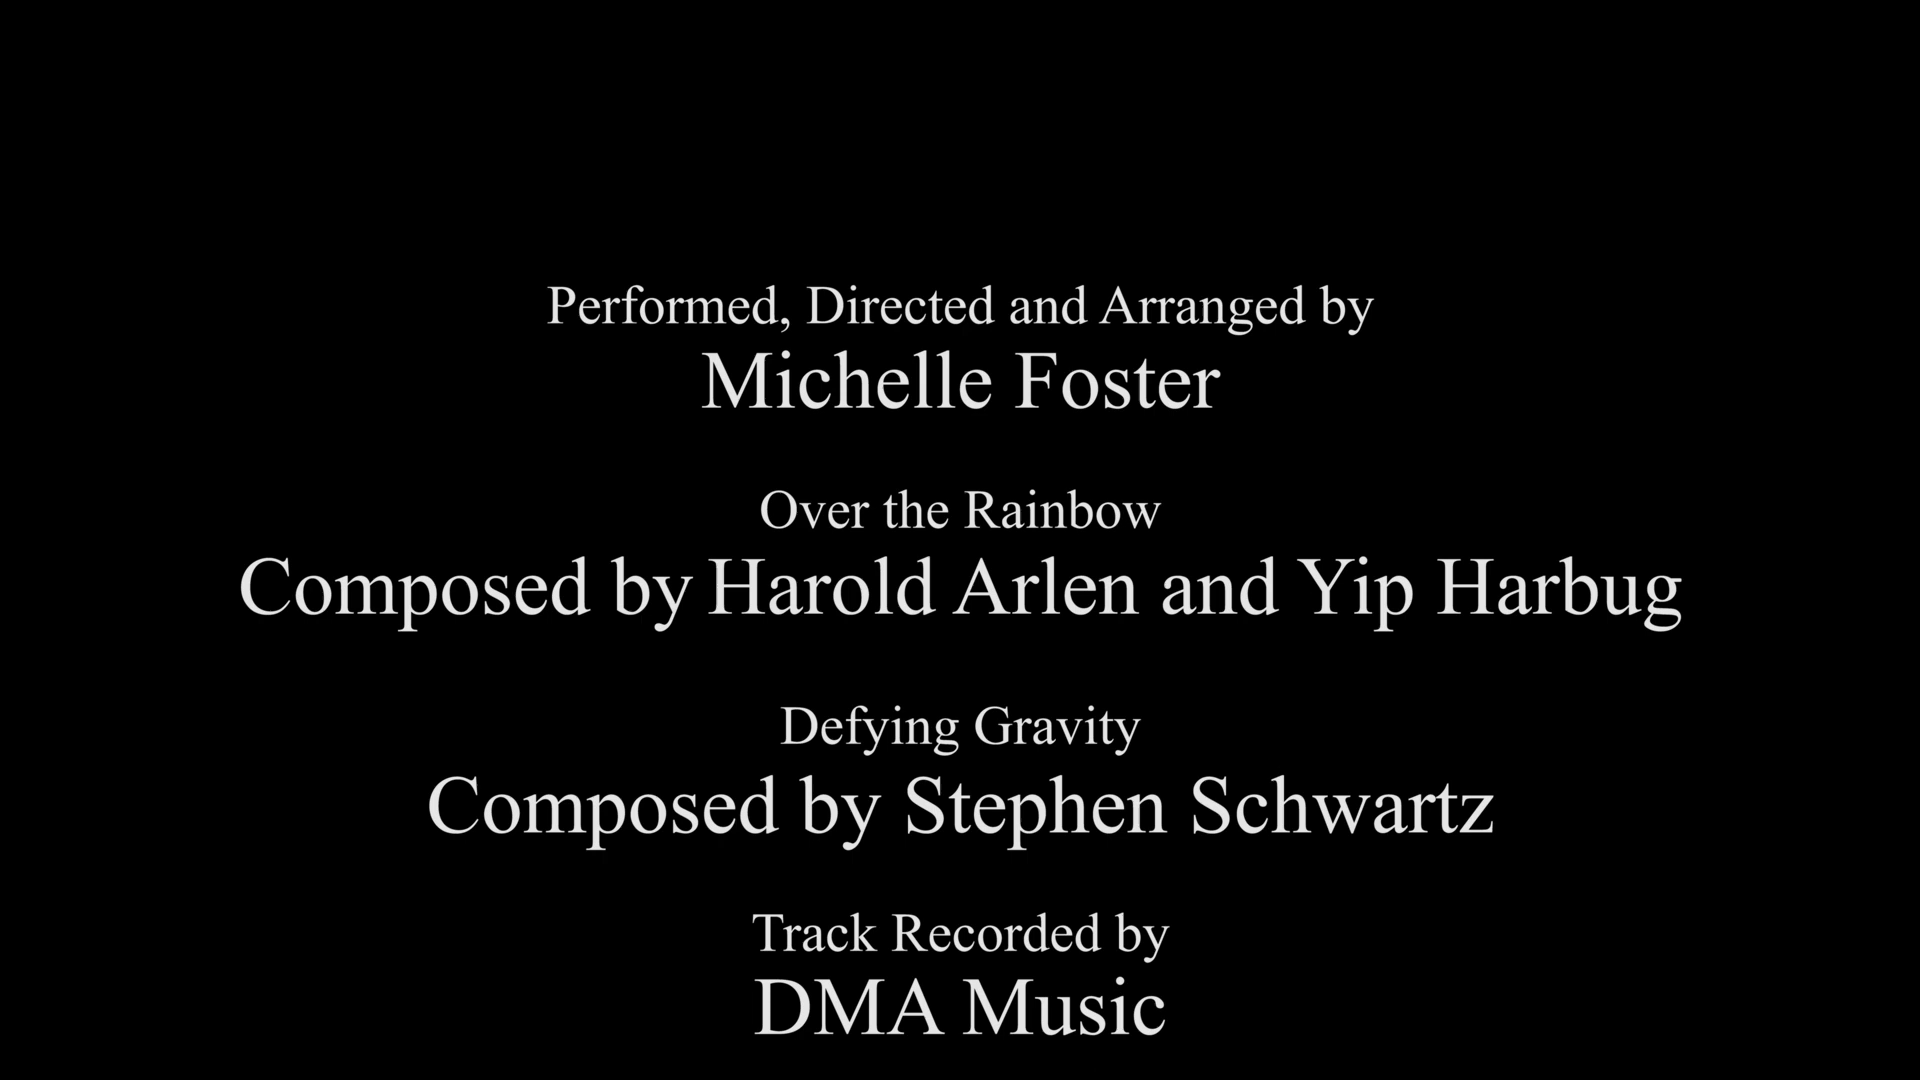 Performed, Directed and Arranged by
Michelle Foster
Over the Rainbow
Composed by Harold Arlen and Yip Harbug
Defying Gravity
Composed by Stephen Schwartz
Track Recorded by
DMA Music